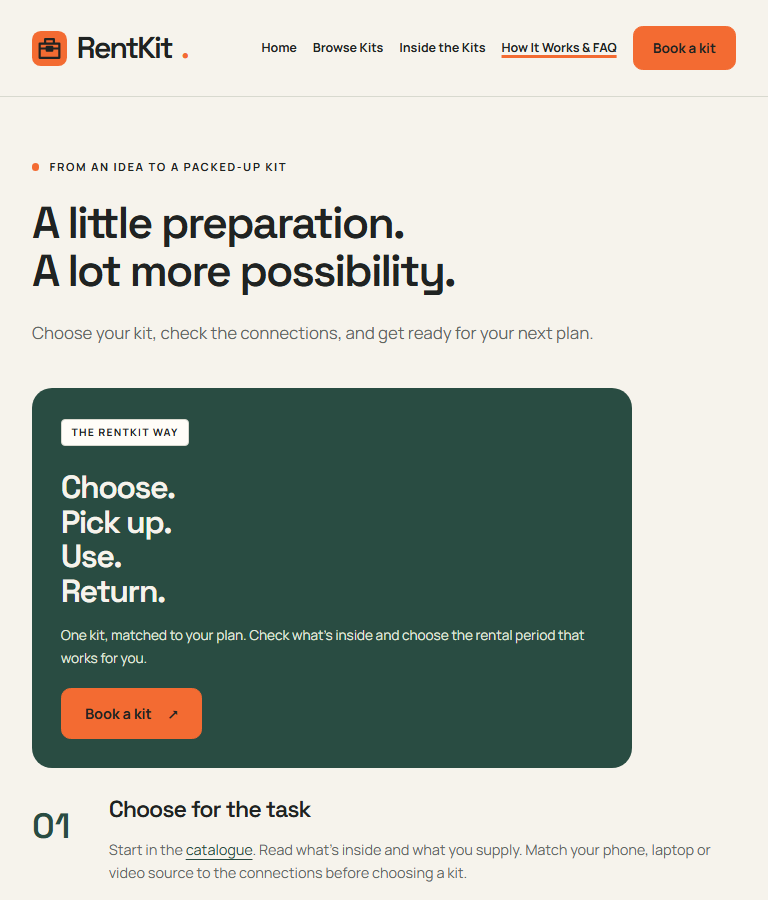 RentKit.
Home Browse Kits Inside the Kits How It Works & FAQ Book a kit
FROM AN IDEA TO A PACKED-UP KIT
A little preparation.
A lot more possibility.
Choose your kit, check the connections, and get ready for your next plan.
THE RENTKIT WAY
Choose.
Pick up.
Use.
Return.
One kit, matched to your plan. Check what's inside and choose the rental period that
works for you.
Book a kit ↗
01
Choose for the task
Start in the catalogue. Read what's inside and what you supply. Match your phone, laptop or
video source to the connections before choosing a kit.